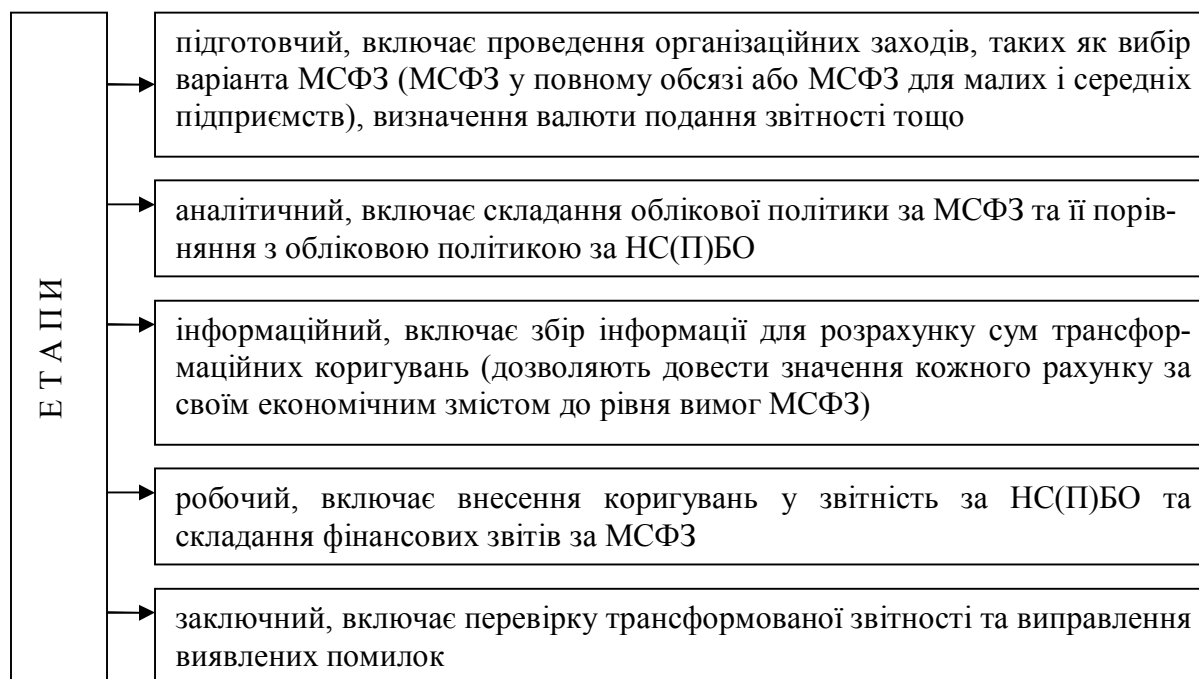 ЕТАПИ
підготовчий, включає проведення організаційних заходів, таких як вибір
варіанта МСФЗ (МСФЗ у повному обсязі або МСФЗ для малих і середніх
підприємств), визначення валюти подання звітності тощо
аналітичний, включає складання облікової політики за МСФЗ та її порів-
няння з обліковою політикою за НС(П)БО
інформаційний, включає збір інформації для розрахунку сум трансфор-
маційних коригувань (дозволяють довести значення кожного рахунку за
своїм економічним змістом до рівня вимог МСФЗ)
робочий, включає внесення коригувань у звітність за НС(П)БО та
складання фінансових звітів за МСФЗ
заключний, включає перевірку трансформованої звітності та виправлення
виявлених помилок